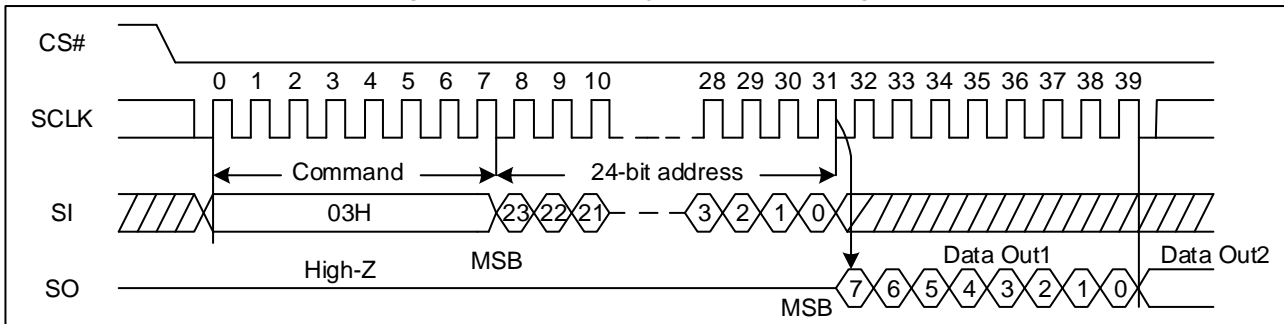 CS#
0 1 2 3 4 5 6 7 8 9 10 28 29 30 31 32 33 34 35 36 37 38 39
SCLK
Command 24-bit address
SI 03H 23 22 21 3 2 1 0
High-Z MSB Data Out1 Data Out2
SO MSB 7 6 5 4 3 2 1 0